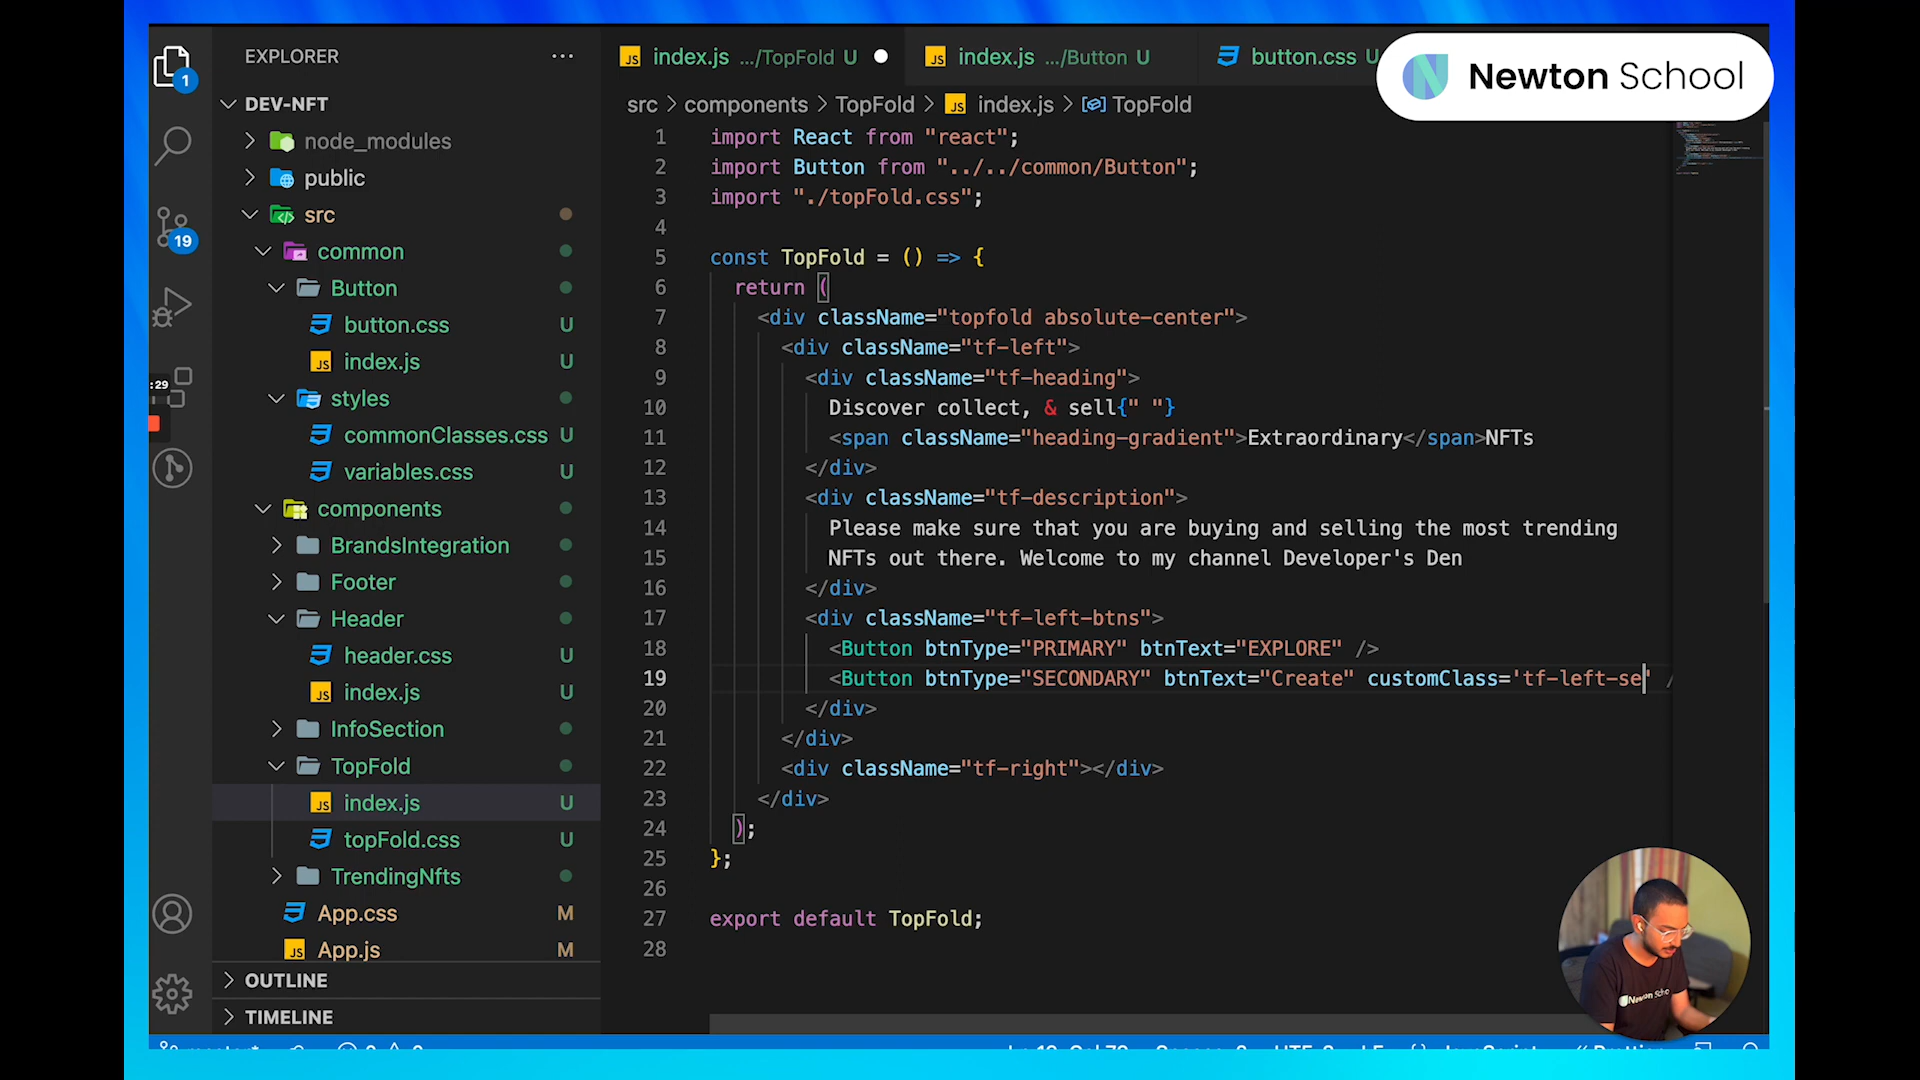 EXPLORER
DEV-NFT
node_modules
public
src
common
Button
button.css U
index.js U
styles
commonClasses.css U
variables.css U
components
BrandsIntegration
Footer
Header
header.css U
index.js U
InfoSection
TopFold
index.js U
topFold.css U
TrendingNfts
App.css M
App.js M
OUTLINE
TIMELINE
1
19
:29
JS index.js .../TopFold U
JS index.js .../Button U
button.css U
Newton School
src > components > TopFold > JS index.js > TopFold
1 import React from "react";
2 import Button from "../../common/Button";
3 import "./topFold.css";
4
5 const TopFold = () => {
6 return (
7 <div className="topfold absolute-center">
8 <div className="tf-left">
9 <div className="tf-heading">
10 Discover collect, & sell{" "}
11 <span className="heading-gradient">Extraordinary</span>NFTs
12 </div>
13 <div className="tf-description">
14 Please make sure that you are buying and selling the most trending
15 NFTs out there. Welcome to my channel Developer's Den
16 </div>
17 <div className="tf-left-btns">
18 <Button btnType="PRIMARY" btnText="EXPLORE" />
19 <Button btnType="SECONDARY" btnText="Create" customClass='tf-left-se' /
20 </div>
21 </div>
22 <div className="tf-right"></div>
23 </div>
24 );
25 };
26
27 export default TopFold;
28